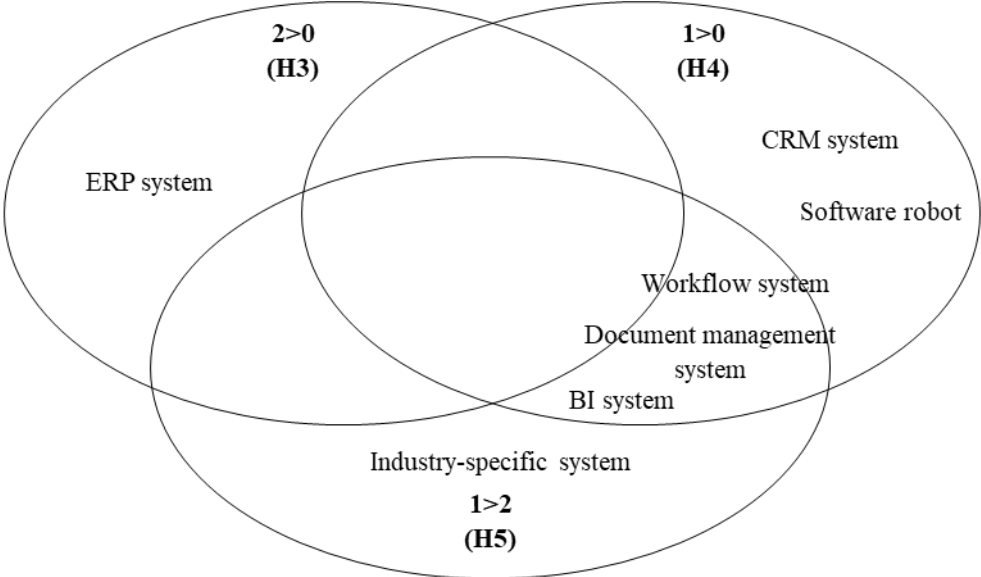 2>0
(H3)
1>0
(H4)
CRM system
ERP system
Software robot
Workflow system
Document management
system
BI system
Industry-specific system
1>2
(H5)